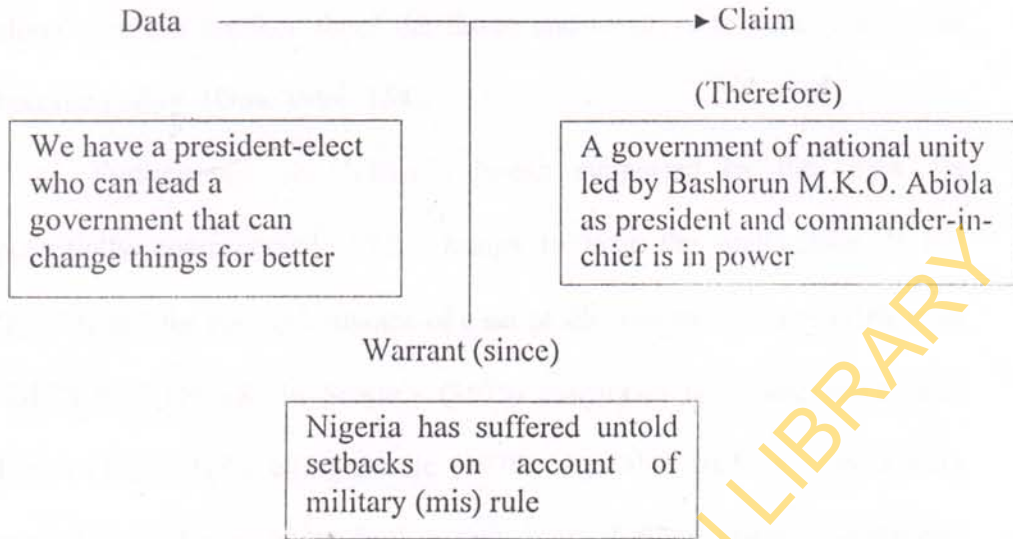 Data Claim
(Therefore)
We have a president-elect
who can lead a
government that can
change things for better
A government of national unity
led by Bashorun M.K.O. Abiola
as president and commander-in-
chief is in power
Warrant (since)
Nigeria has suffered untold
setbacks on account of
military (mis) rule
LIBRARY